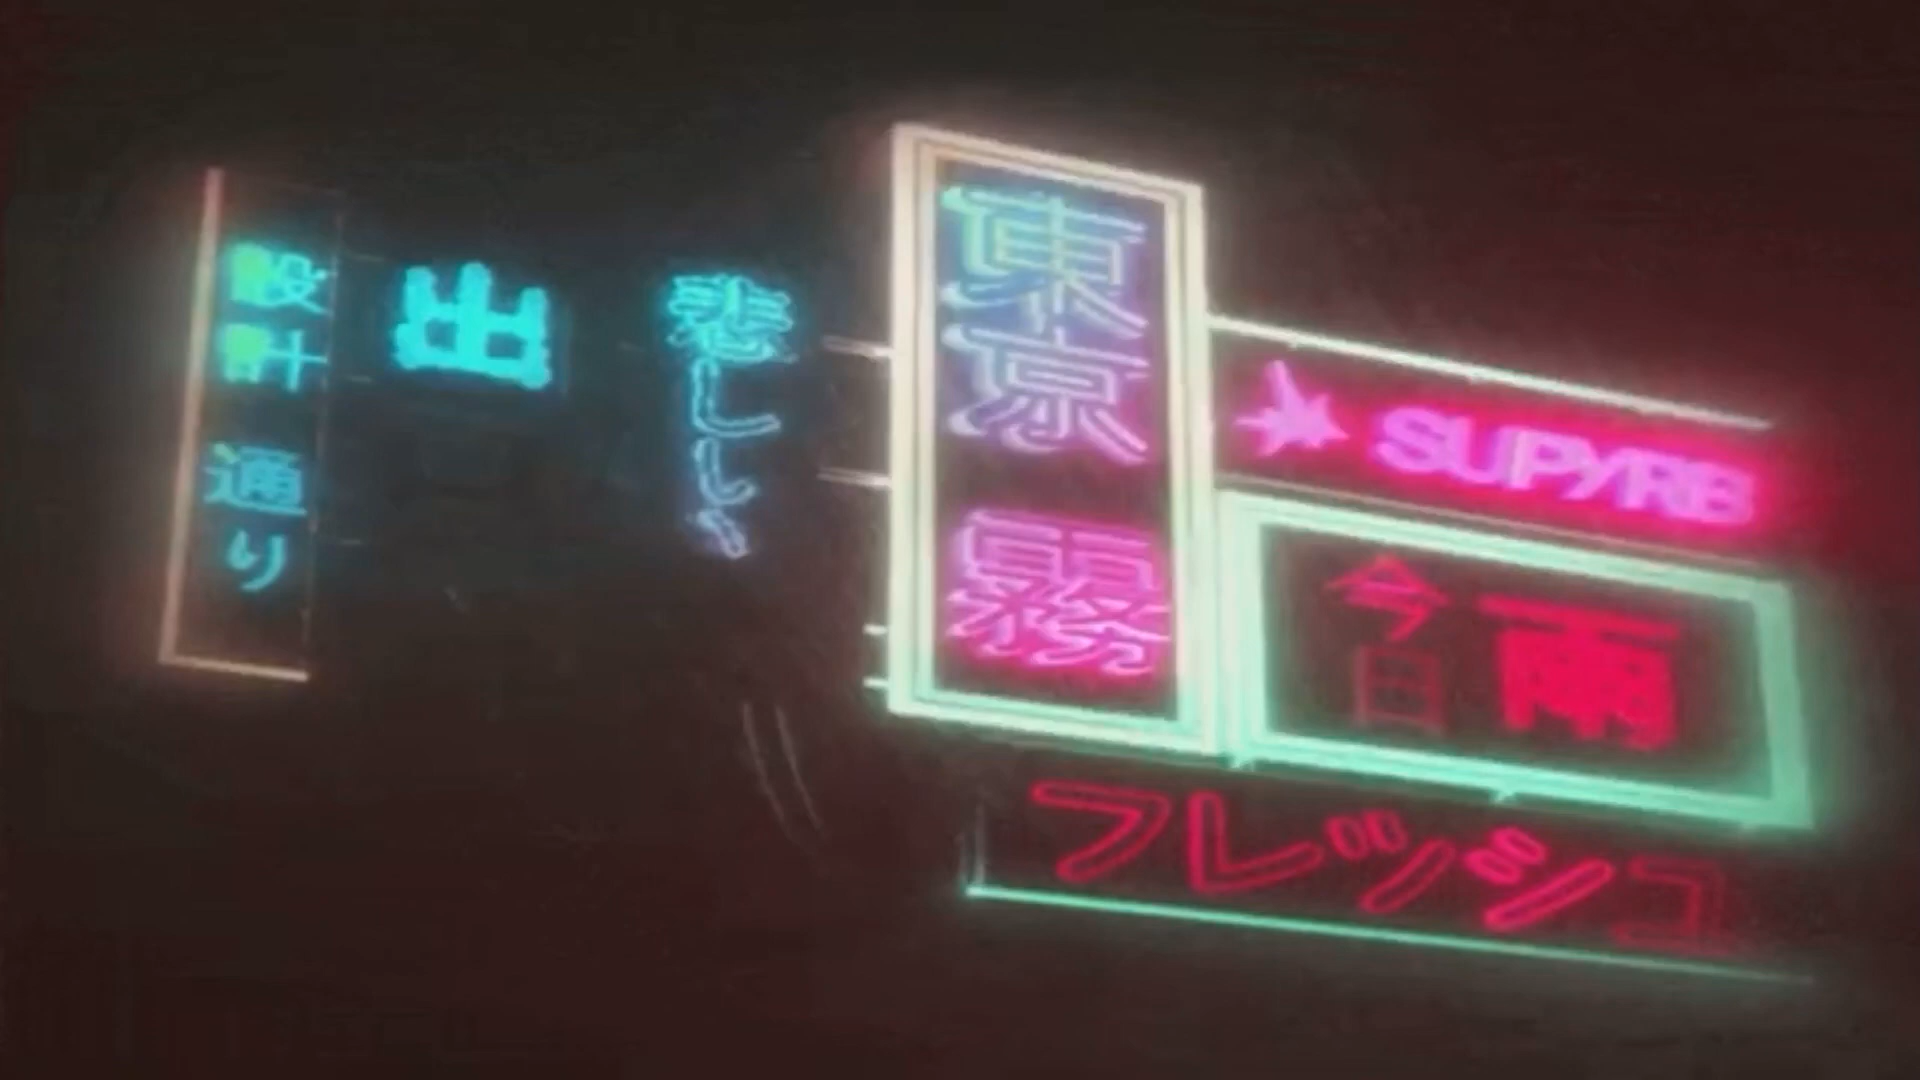 設計 通り
出
悲しい
東京 霧
SUPYRB
今日 雨
フレッシュ